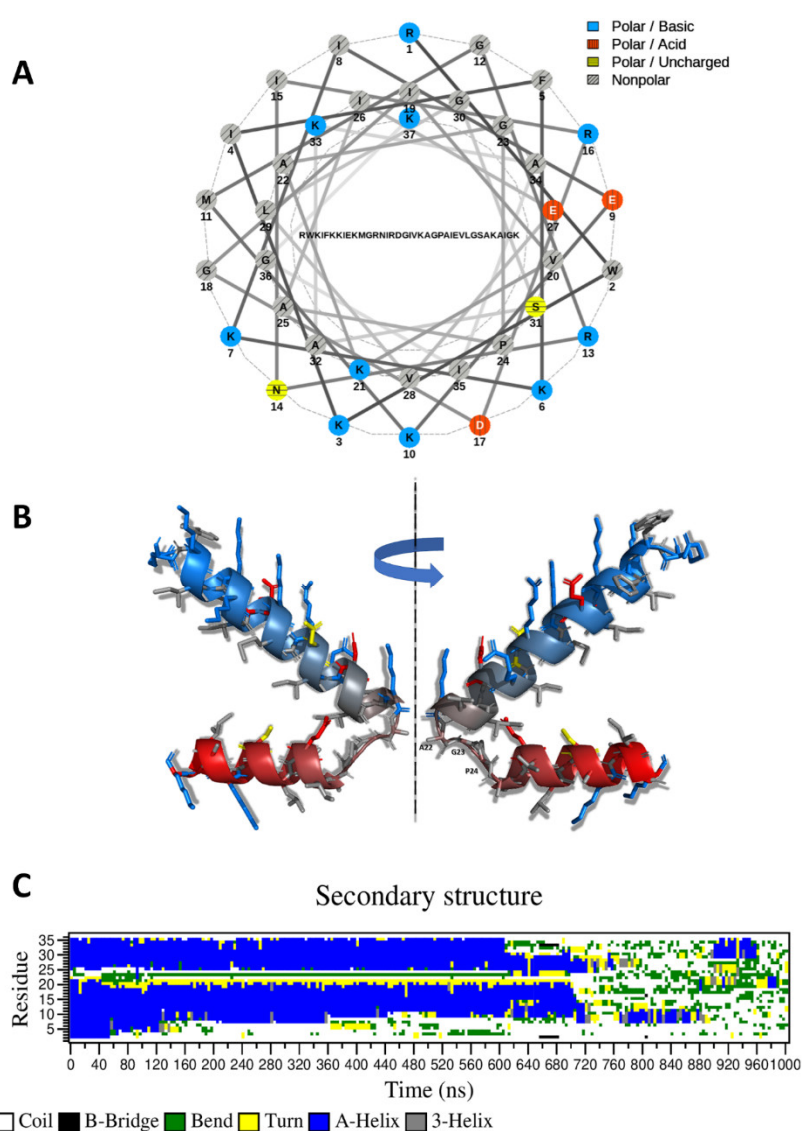 A
Polar / Basic
Polar / Acid
Polar / Uncharged
Nonpolar
R
1
I
8
G
12
I
15
F
5
I
26
I
19
G
30
K
33
K
37
G
23
R
16
I
4
A
22
A
34
M
11
L
29
E
27
E
9
RWKIFKKIEKMGRNIRDGIVKAGPAIEVLGSAKAIGK
G
18
G
36
V
20
W
2
A
25
S
31
K
7
A
32
P
24
R
13
N
14
K
21
V
28
I
35
K
6
K
3
K
10
D
17
B
A22
G23
P24
C
Secondary structure
Residue
35
30
25
20
15
10
5
0 40 80 120 160 200 240 280 320 360 400 440 480 520 560 600 640 680 720 760 800 840 880 920 960 1000
Time (ns)
Coil B-Bridge Bend Turn A-Helix 3-Helix